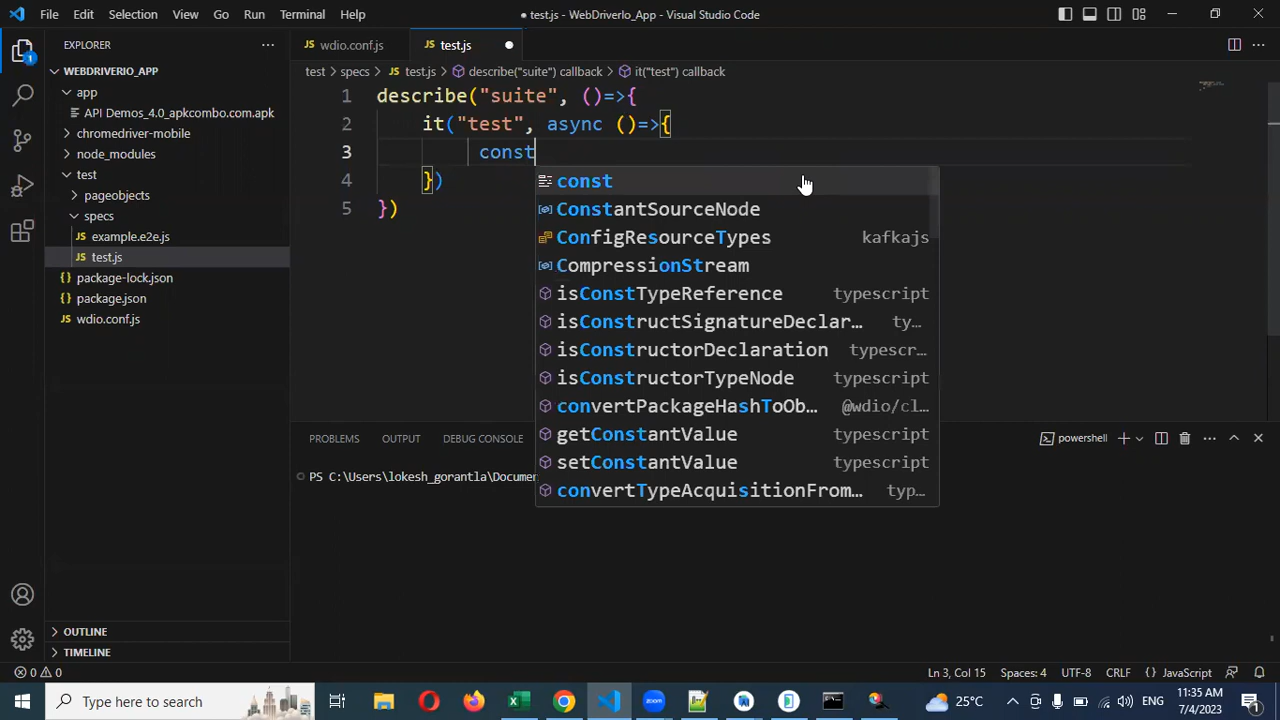 File Edit Selection View Go Run Terminal Help
● test.js - WebDriverIo_App - Visual Studio Code
EXPLORER
wdio.conf.js
test.js
WEBDRIVERIO_APP
app
API Demos_4.0_apkcombo.com.apk
chromedriver-mobile
node_modules
test
pageobjects
specs
example.e2e.js
test.js
package-lock.json
package.json
wdio.conf.js
OUTLINE
TIMELINE
test > specs > test.js > describe("suite") callback > it("test") callback
1 describe("suite", ()=>{
2 it("test", async ()=>{
3 const
4 })
5 })
const
ConstantSourceNode
ConfigResourceTypes kafkajs
CompressionStream
isConstTypeReference typescript
isConstructSignatureDeclar... ty...
isConstructorDeclaration typescr...
isConstructorTypeNode typescript
convertPackageHashToOb... @wdio/cl...
getConstantValue typescript
setConstantValue typescript
convertTypeAcquisitionFrom... typ...
PROBLEMS OUTPUT DEBUG CONSOLE
powershell
PS C:\Users\lokesh_gorantla\Documen
0 0
Ln 3, Col 15 Spaces: 4 UTF-8 CRLF {} JavaScript
Type here to search
25°C
ENG
11:35 AM
7/4/2023
1
1